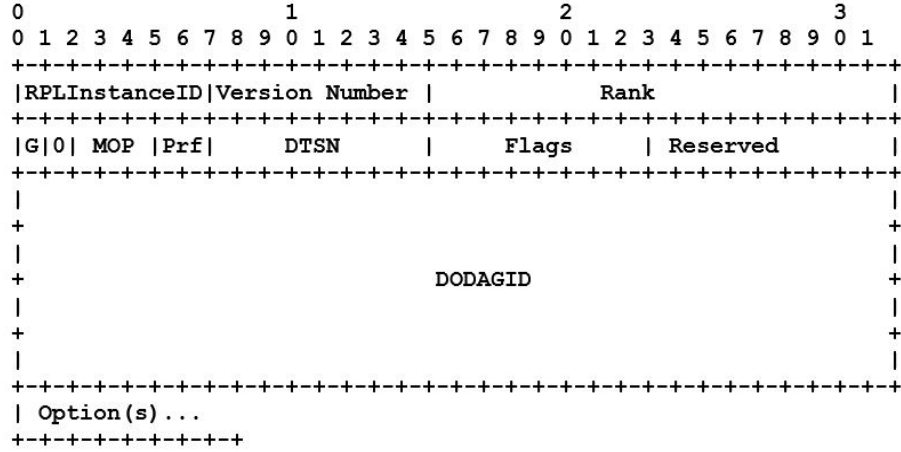 0                   1                   2                   3
0 1 2 3 4 5 6 7 8 9 0 1 2 3 4 5 6 7 8 9 0 1 2 3 4 5 6 7 8 9 0 1
+-+-+-+-+-+-+-+-+-+-+-+-+-+-+-+-+-+-+-+-+-+-+-+-+-+-+-+-+-+-+-+-+
|RPLInstanceID|Version Number |            Rank                 |
+-+-+-+-+-+-+-+-+-+-+-+-+-+-+-+-+-+-+-+-+-+-+-+-+-+-+-+-+-+-+-+-+
|G|0| MOP |Prf|     DTSN      |     Flags     | Reserved        |
+-+-+-+-+-+-+-+-+-+-+-+-+-+-+-+-+-+-+-+-+-+-+-+-+-+-+-+-+-+-+-+-+
|                                                               |
+                                                               +
|                                                               |
+                              DODAGID                          +
|                                                               |
+                                                               +
|                                                               |
+-+-+-+-+-+-+-+-+-+-+-+-+-+-+-+-+-+-+-+-+-+-+-+-+-+-+-+-+-+-+-+-+
| Option(s)...
+-+-+-+-+-+-+-+-+